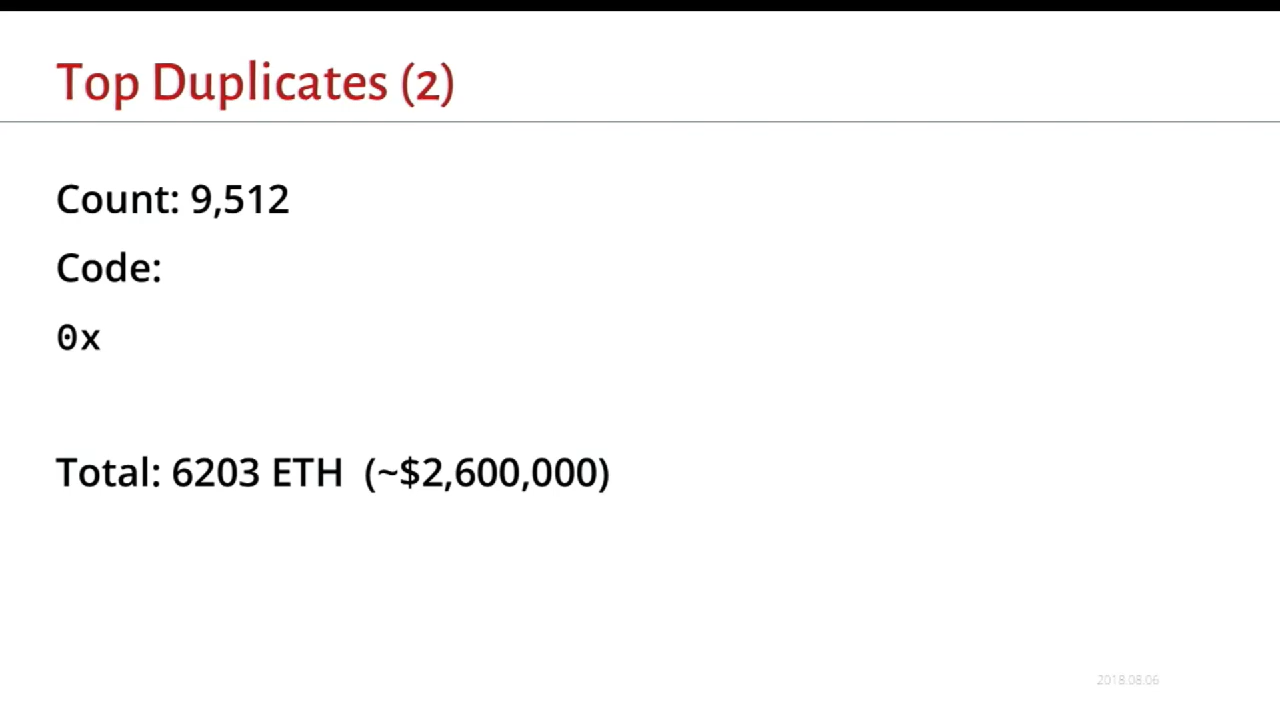 Top Duplicates (2)
Count: 9,512
Code:
0x
Total: 6203 ETH (~$2,600,000)
2018.08.06